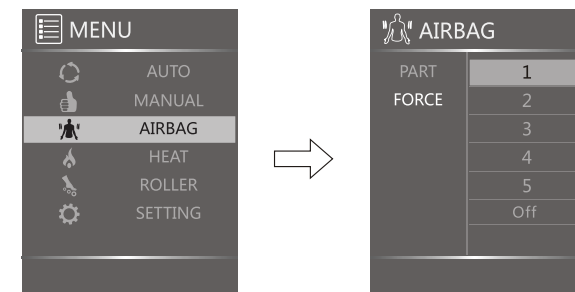 MENU
AUTO
MANUAL
AIRBAG
HEAT
ROLLER
SETTING
AIRBAG
PART
FORCE
1
2
3
4
5
Off